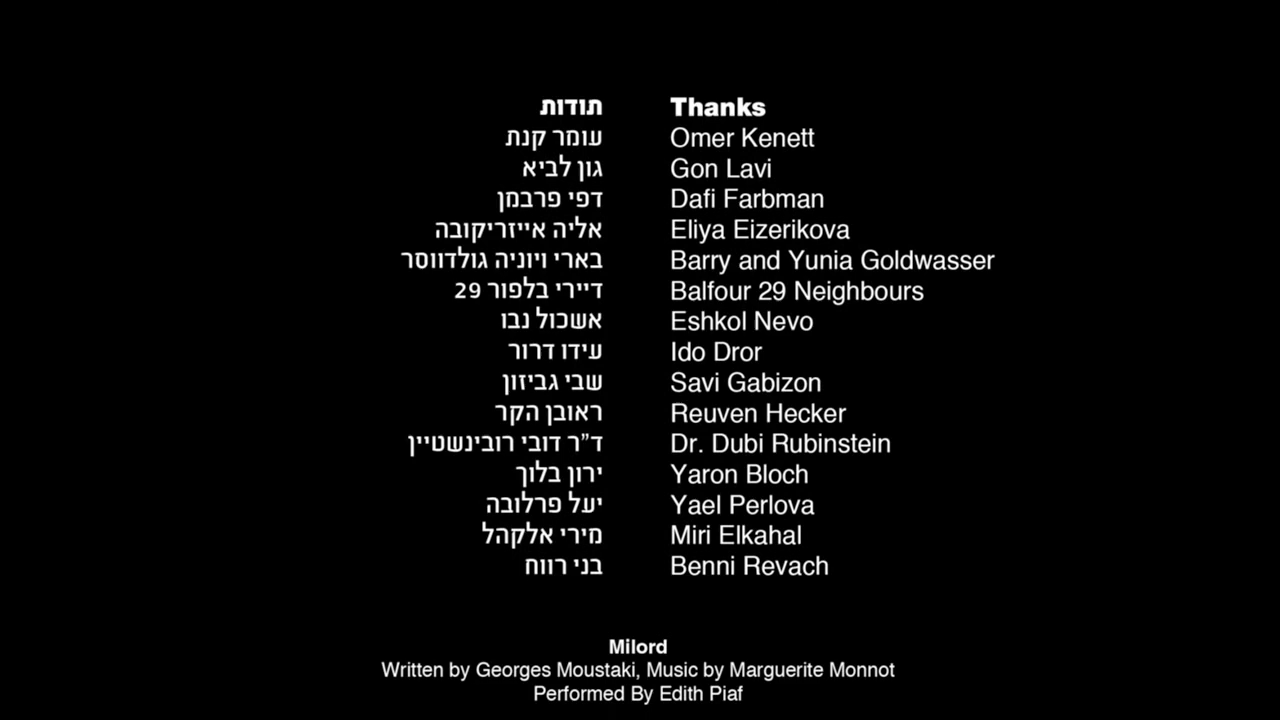 תודות Thanks
עומר קנת Omer Kenett
גון לביא Gon Lavi
דפי פרבמן Dafi Farbman
אליה אייזריקובה Eliya Eizerikova
בארי ויוניה גולדווסר Barry and Yunia Goldwasser
דיירי בלפור 29 Balfour 29 Neighbours
אשכול נבו Eshkol Nevo
עידו דרור Ido Dror
שבי גביזון Savi Gabizon
ראובן הקר Reuven Hecker
ד"ר דובי רובינשטיין Dr. Dubi Rubinstein
ירון בלוך Yaron Bloch
יעל פרלובה Yael Perlova
מירי אלקהל Miri Elkahal
בני רווח Benni Revach
Milord
Written by Georges Moustaki, Music by Marguerite Monnot
Performed By Edith Piaf